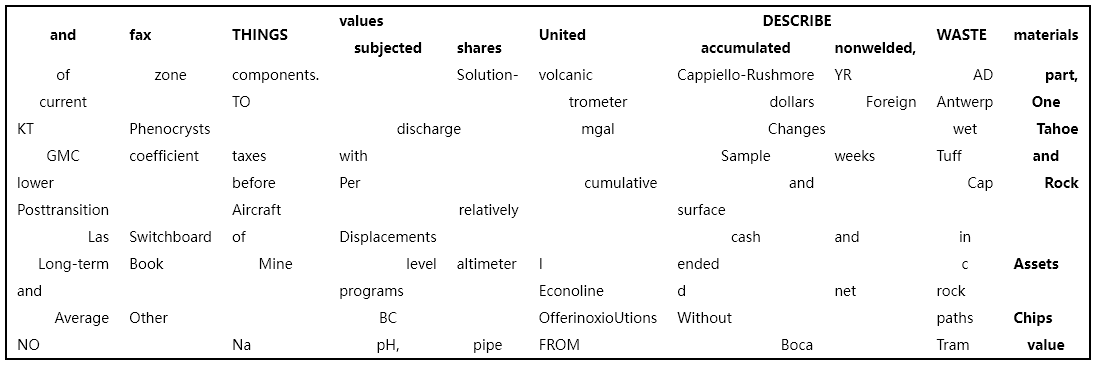 values DESCRIBE
and fax THINGS United WASTE materials
subjected shares accumulated nonwelded,
of zone components. Solution- volcanic Cappiello-Rushmore YR AD part,
current TO trometer dollars Foreign Antwerp One
KT Phenocrysts discharge mgal Changes wet Tahoe
GMC coefficient taxes with Sample weeks Tuff and
lower before Per cumulative and Cap Rock
Posttransition Aircraft relatively surface
Las Switchboard of Displacements cash and in
Long-term Book Mine level altimeter I ended c Assets
and programs Econoline d net rock
Average Other BC OfferinoxioUtions Without paths Chips
NO Na pH, pipe FROM Boca Tram value